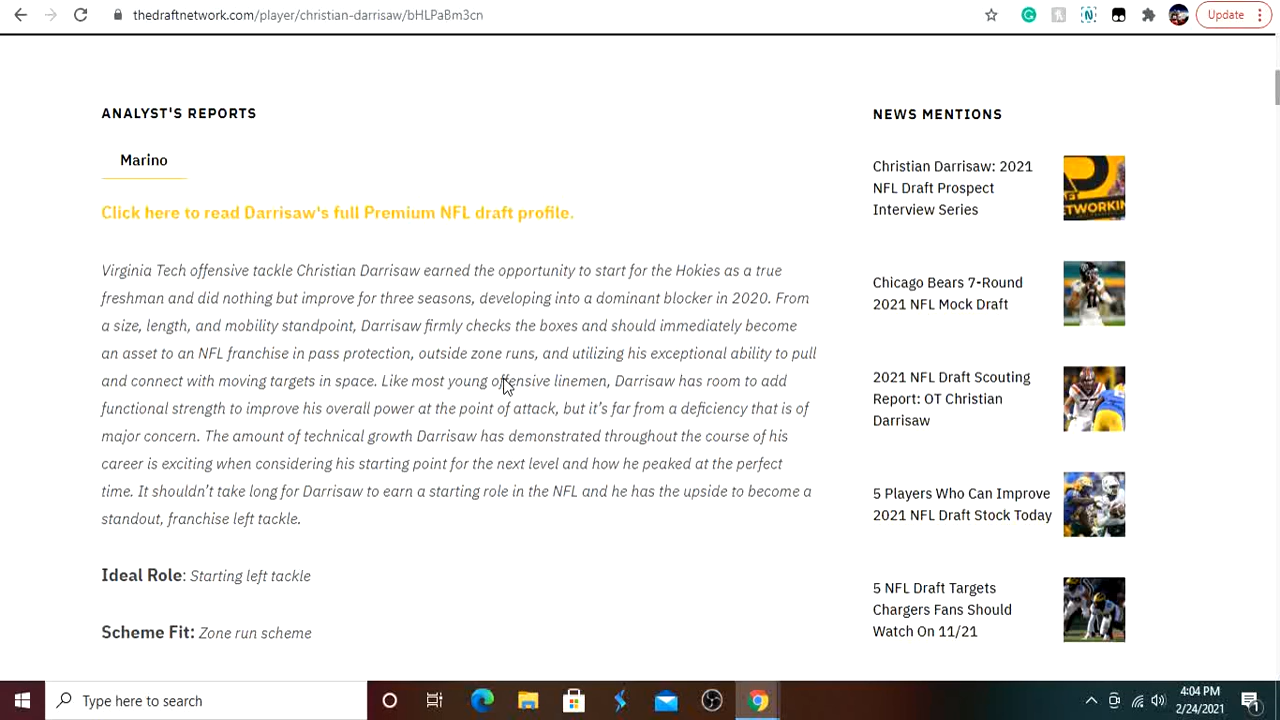 thedraftnetwork.com/player/christian-darrisaw/bHLPaBm3cn
Update
ANALYST'S REPORTS
Marino
Click here to read Darrisaw's full Premium NFL draft profile.
Virginia Tech offensive tackle Christian Darrisaw earned the opportunity to start for the Hokies as a true
freshman and did nothing but improve for three seasons, developing into a dominant blocker in 2020. From
a size, length, and mobility standpoint, Darrisaw firmly checks the boxes and should immediately become
an asset to an NFL franchise in pass protection, outside zone runs, and utilizing his exceptional ability to pull
and connect with moving targets in space. Like most young offensive linemen, Darrisaw has room to add
functional strength to improve his overall power at the point of attack, but it's far from a deficiency that is of
major concern. The amount of technical growth Darrisaw has demonstrated throughout the course of his
career is exciting when considering his starting point for the next level and how he peaked at the perfect
time. It shouldn't take long for Darrisaw to earn a starting role in the NFL and he has the upside to become a
standout, franchise left tackle.
Ideal Role: Starting left tackle
Scheme Fit: Zone run scheme
NEWS MENTIONS
Christian Darrisaw: 2021
NFL Draft Prospect
Interview Series
NETWORKIN
Chicago Bears 7-Round
2021 NFL Mock Draft
2021 NFL Draft Scouting
Report: OT Christian
Darrisaw
5 Players Who Can Improve
2021 NFL Draft Stock Today
5 NFL Draft Targets
Chargers Fans Should
Watch On 11/21
Type here to search
4:04 PM
2/24/2021
1